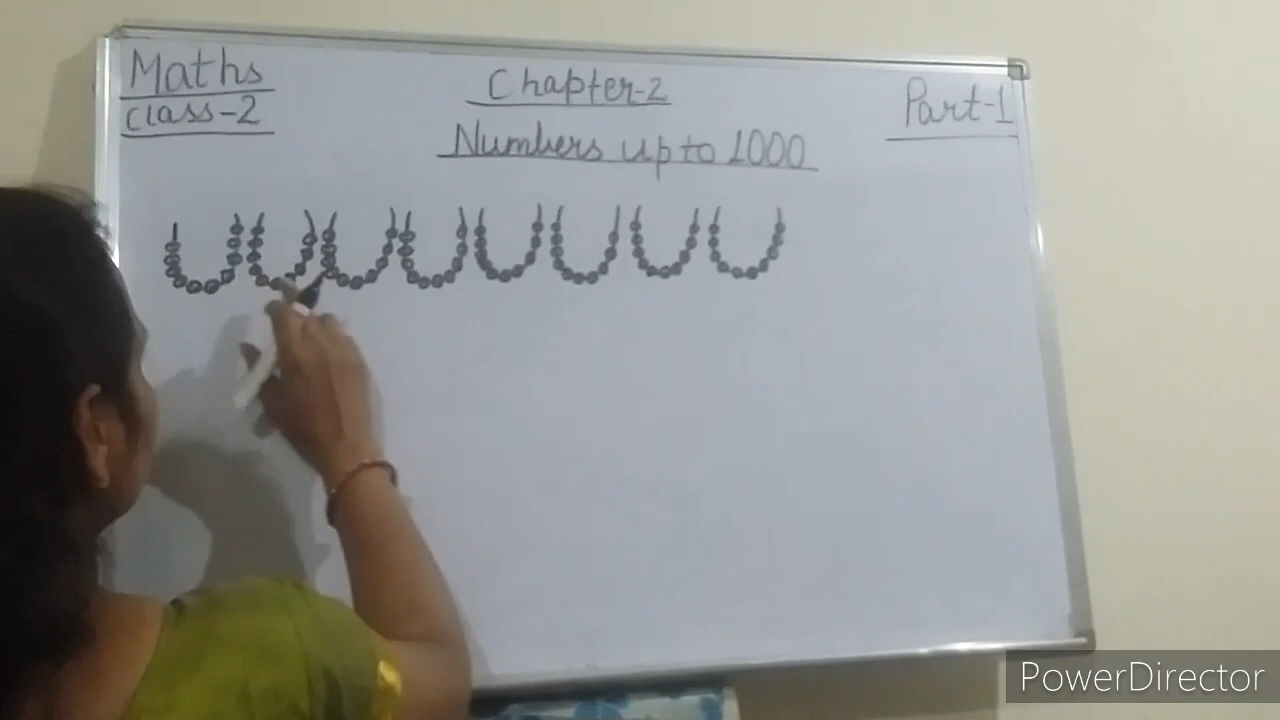 Maths
Class-2
Chapter-2
Numbers up to 1000
Part-1
PowerDirector